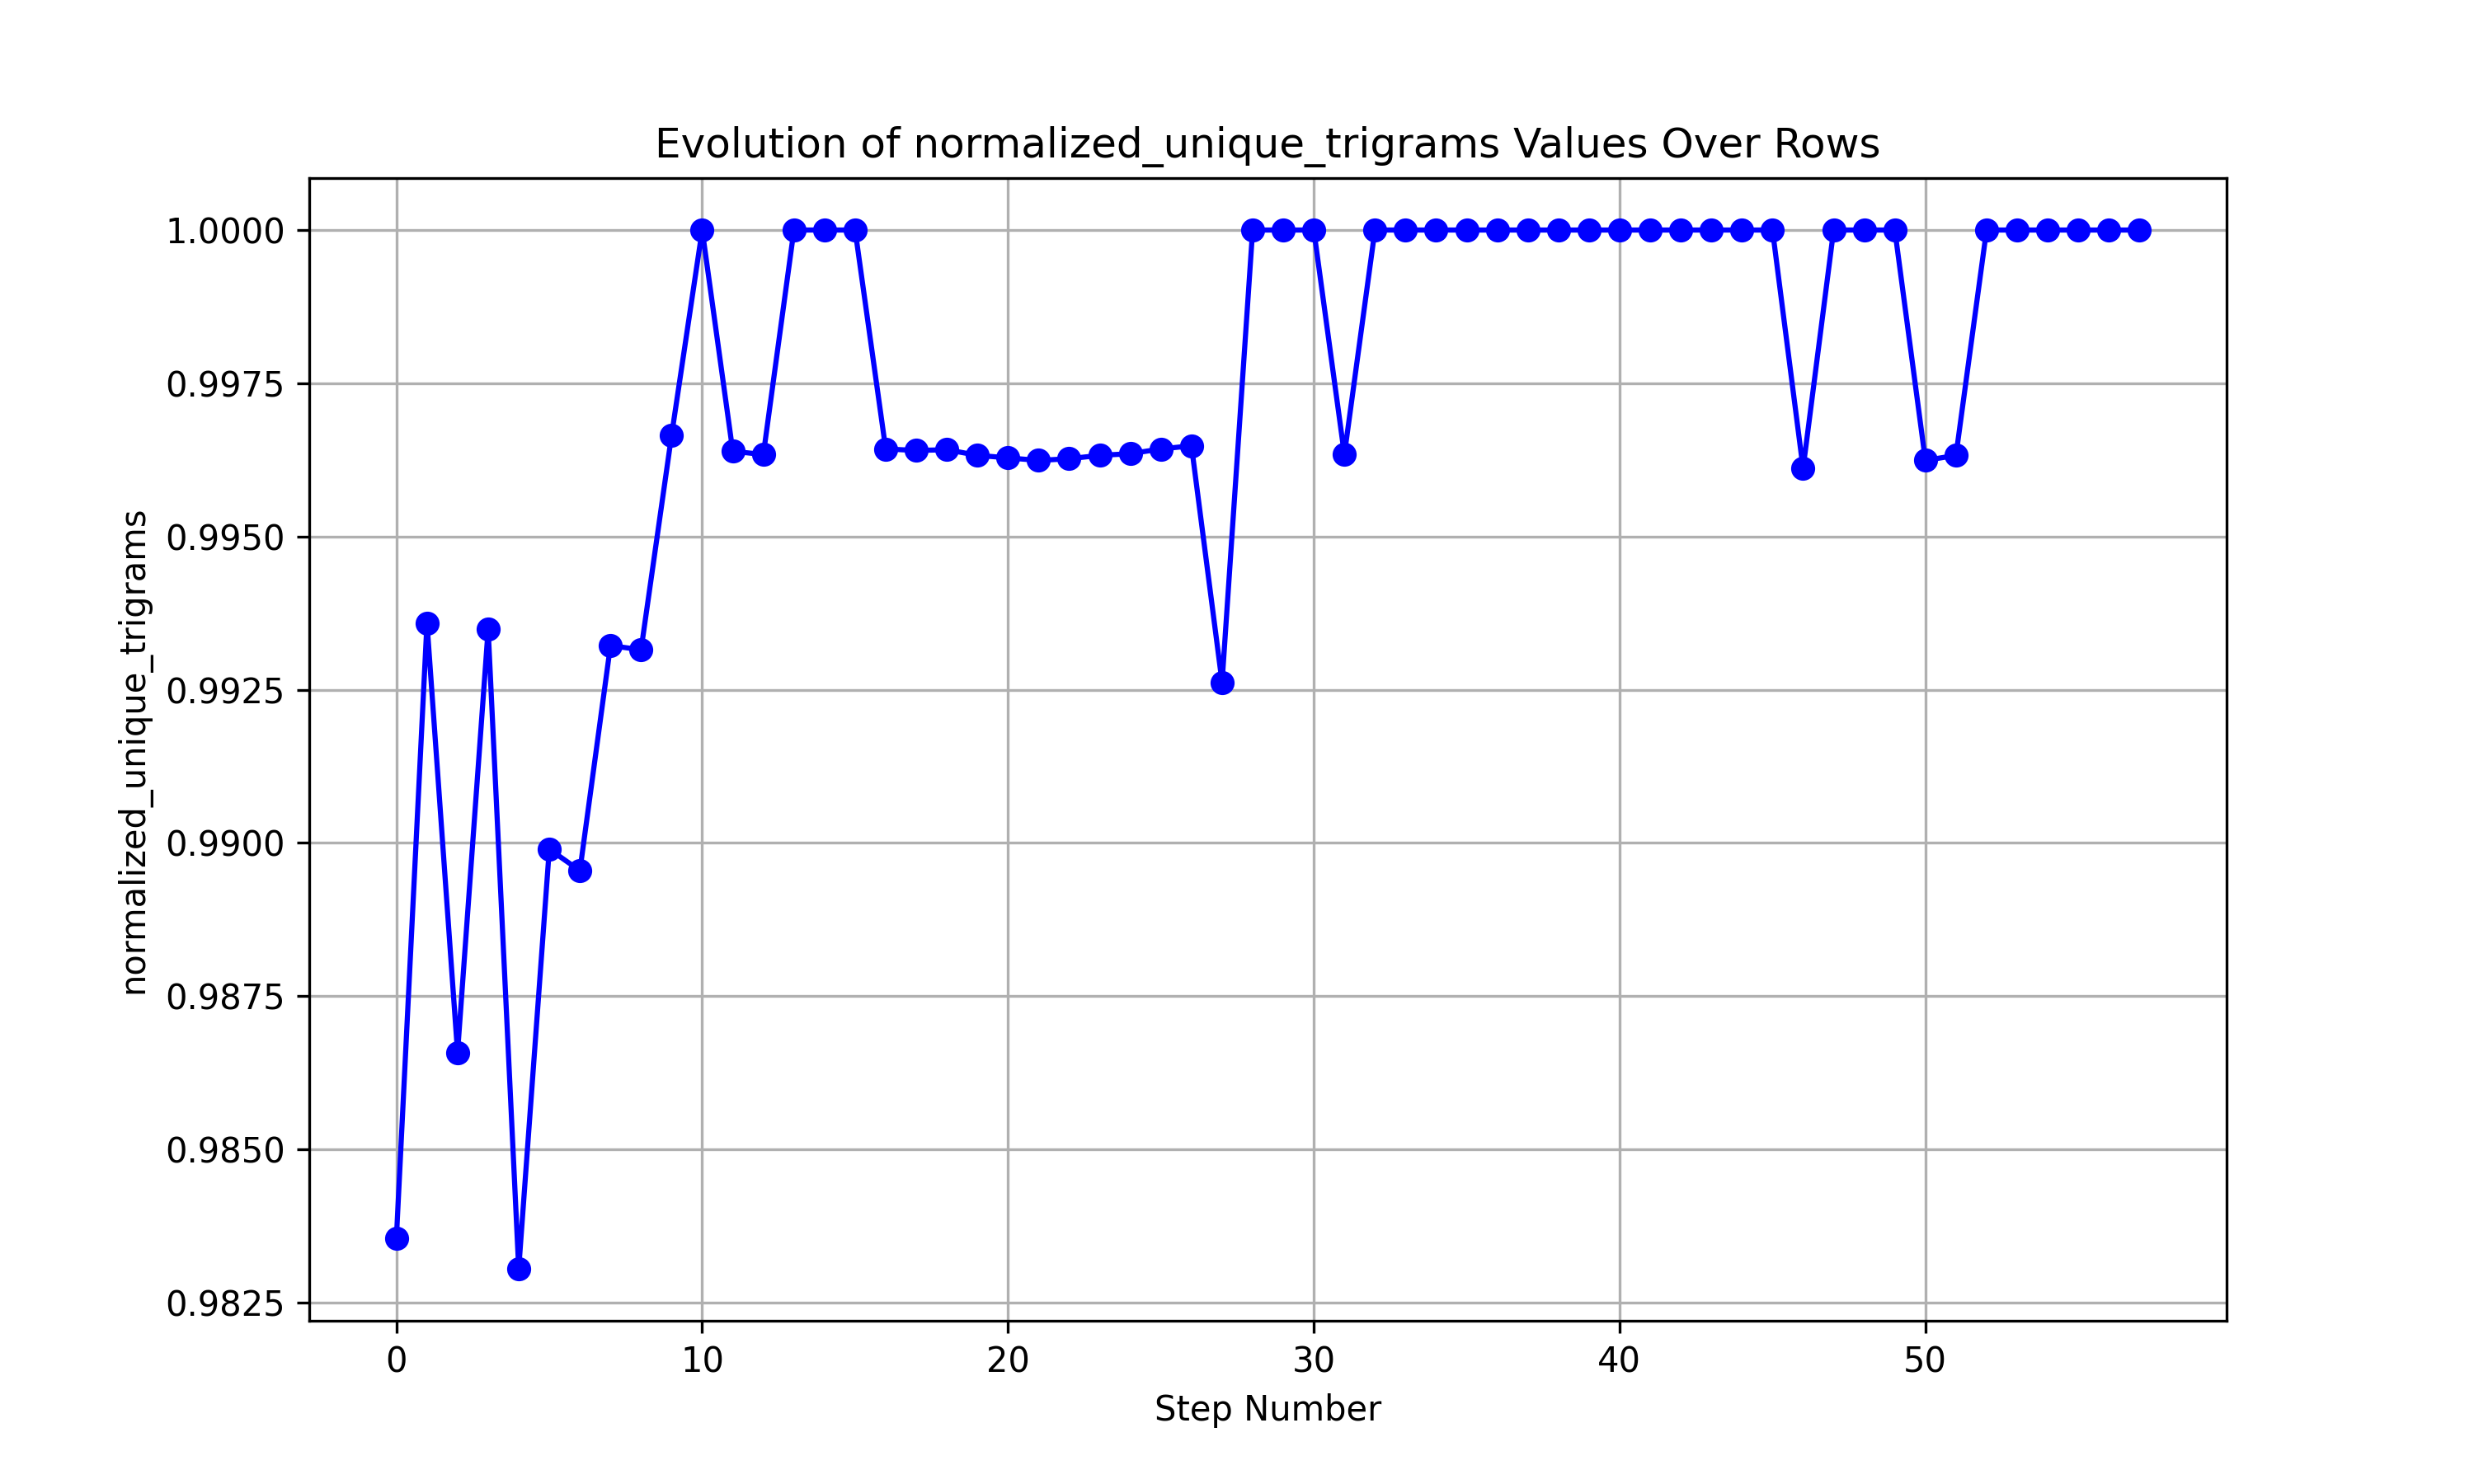 Evolution of normalized_unique_trigrams Values Over Rows
normalized_unique_trigrams
1.0000
0.9975
0.9950
0.9925
0.9900
0.9875
0.9850
0.9825
0 10 20 30 40 50
Step Number